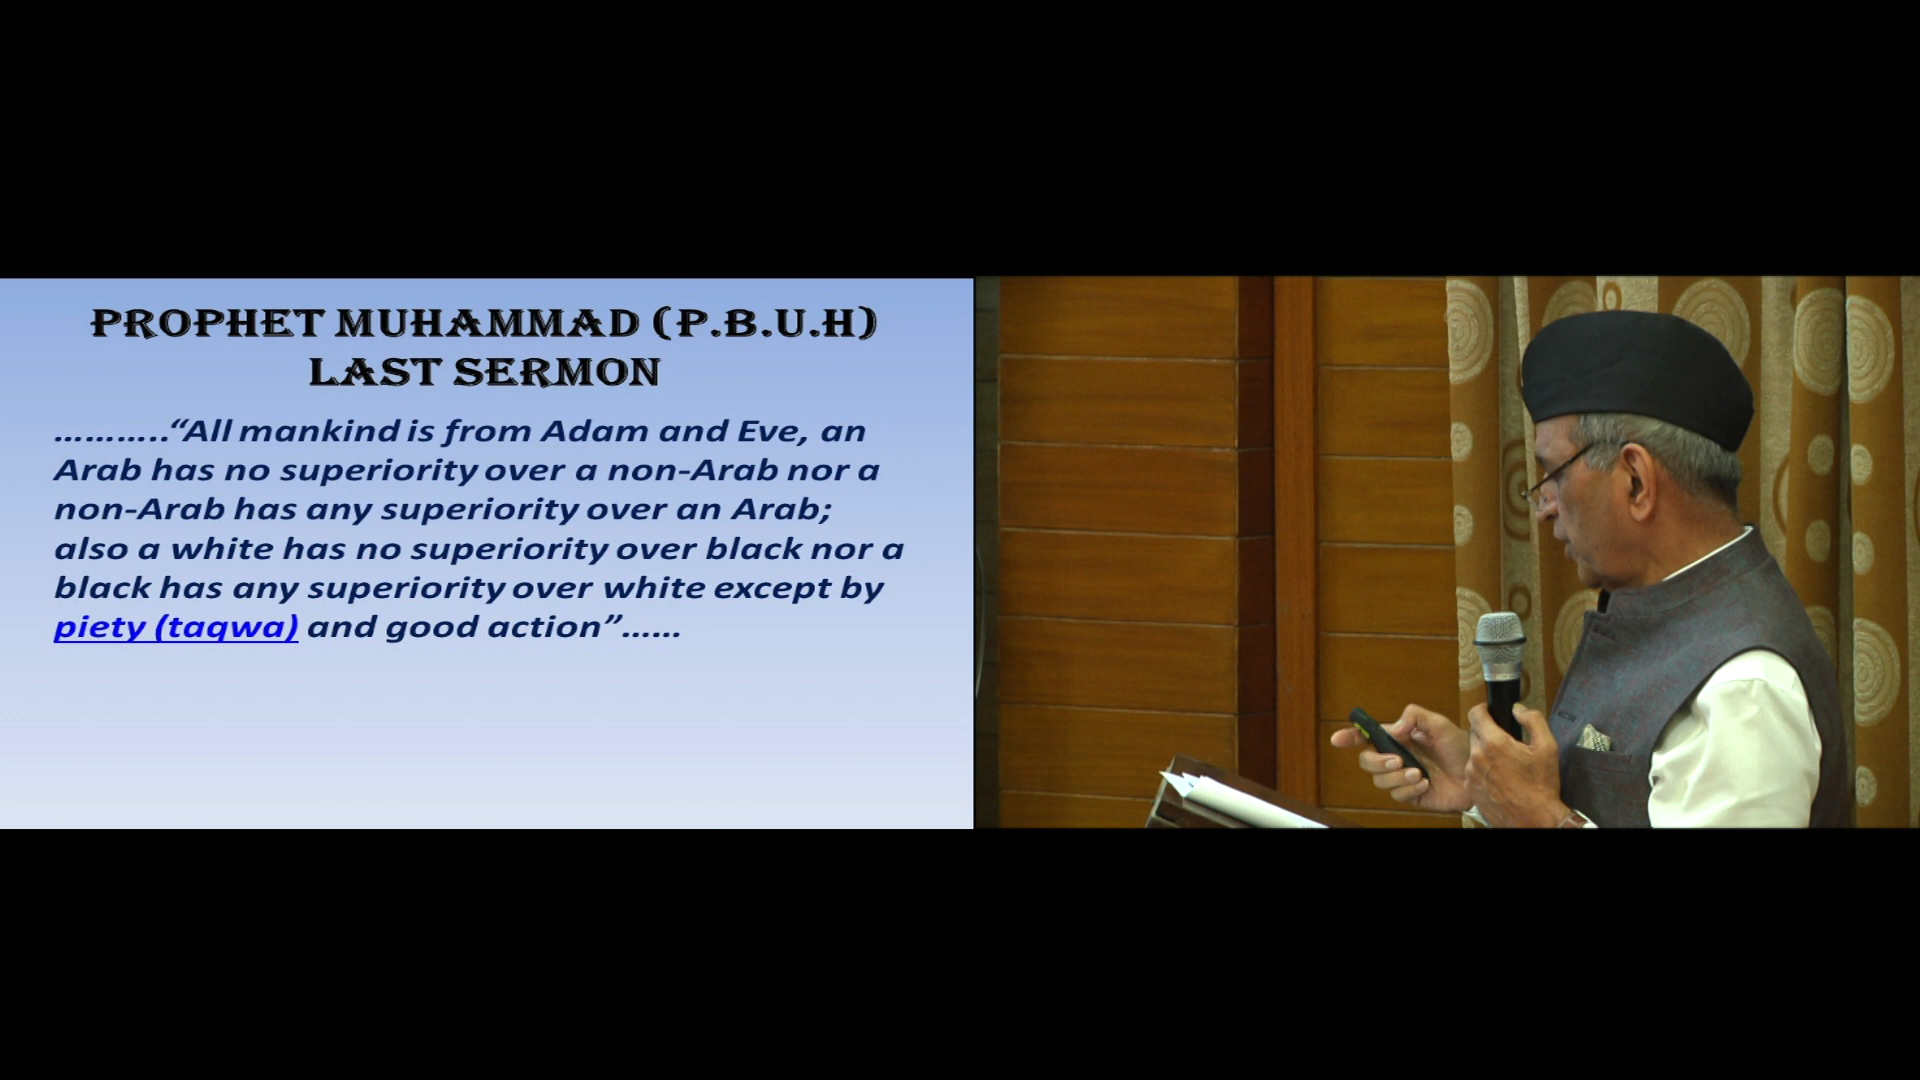 PROPHET MUHAMMAD (P.B.U.H)
LAST SERMON
………..“All mankind is from Adam and Eve, an
Arab has no superiority over a non-Arab nor a
non-Arab has any superiority over an Arab;
also a white has no superiority over black nor a
black has any superiority over white except by
piety (taqwa) and good action”……